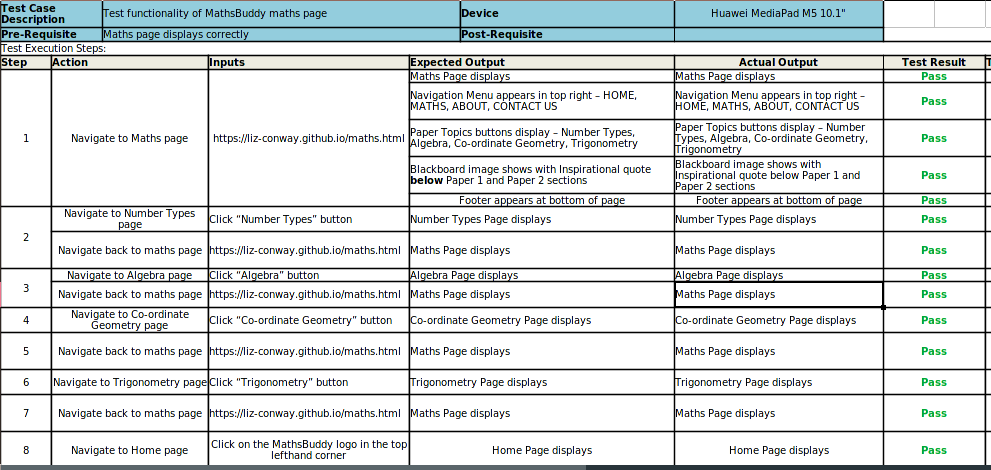 Test Case Description Test functionality of MathsBuddy maths page Device Huawei MediaPad M5 10.1"
Pre-Requisite Maths page displays correctly Post-Requisite
Test Execution Steps:
Step Action Inputs Expected Output Actual Output Test Result
1 Navigate to Maths page https://liz-conway.github.io/maths.html Maths Page displays Maths Page displays Pass
Navigation Menu appears in top right – HOME, MATHS, ABOUT, CONTACT US Navigation Menu appears in top right – HOME, MATHS, ABOUT, CONTACT US Pass
Paper Topics buttons display – Number Types, Algebra, Co-ordinate Geometry, Trigonometry Paper Topics buttons display – Number Types, Algebra, Co-ordinate Geometry, Trigonometry Pass
Blackboard image shows with Inspirational quote below Paper 1 and Paper 2 sections Blackboard image shows with Inspirational quote below Paper 1 and Paper 2 sections Pass
Footer appears at bottom of page Footer appears at bottom of page Pass
2 Navigate to Number Types page Click “Number Types” button Number Types Page displays Number Types Page displays Pass
Navigate back to maths page https://liz-conway.github.io/maths.html Maths Page displays Maths Page displays Pass
3 Navigate to Algebra page Click “Algebra” button Algebra Page displays Algebra Page displays Pass
Navigate back to maths page https://liz-conway.github.io/maths.html Maths Page displays Maths Page displays Pass
4 Navigate to Co-ordinate Geometry page Click “Co-ordinate Geometry” button Co-ordinate Geometry Page displays Co-ordinate Geometry Page displays Pass
5 Navigate back to maths page https://liz-conway.github.io/maths.html Maths Page displays Maths Page displays Pass
6 Navigate to Trigonometry page Click “Trigonometry” button Trigonometry Page displays Trigonometry Page displays Pass
7 Navigate back to maths page https://liz-conway.github.io/maths.html Maths Page displays Maths Page displays Pass
8 Navigate to Home page Click on the MathsBuddy logo in the top lefthand corner Home Page displays Home Page displays Pass